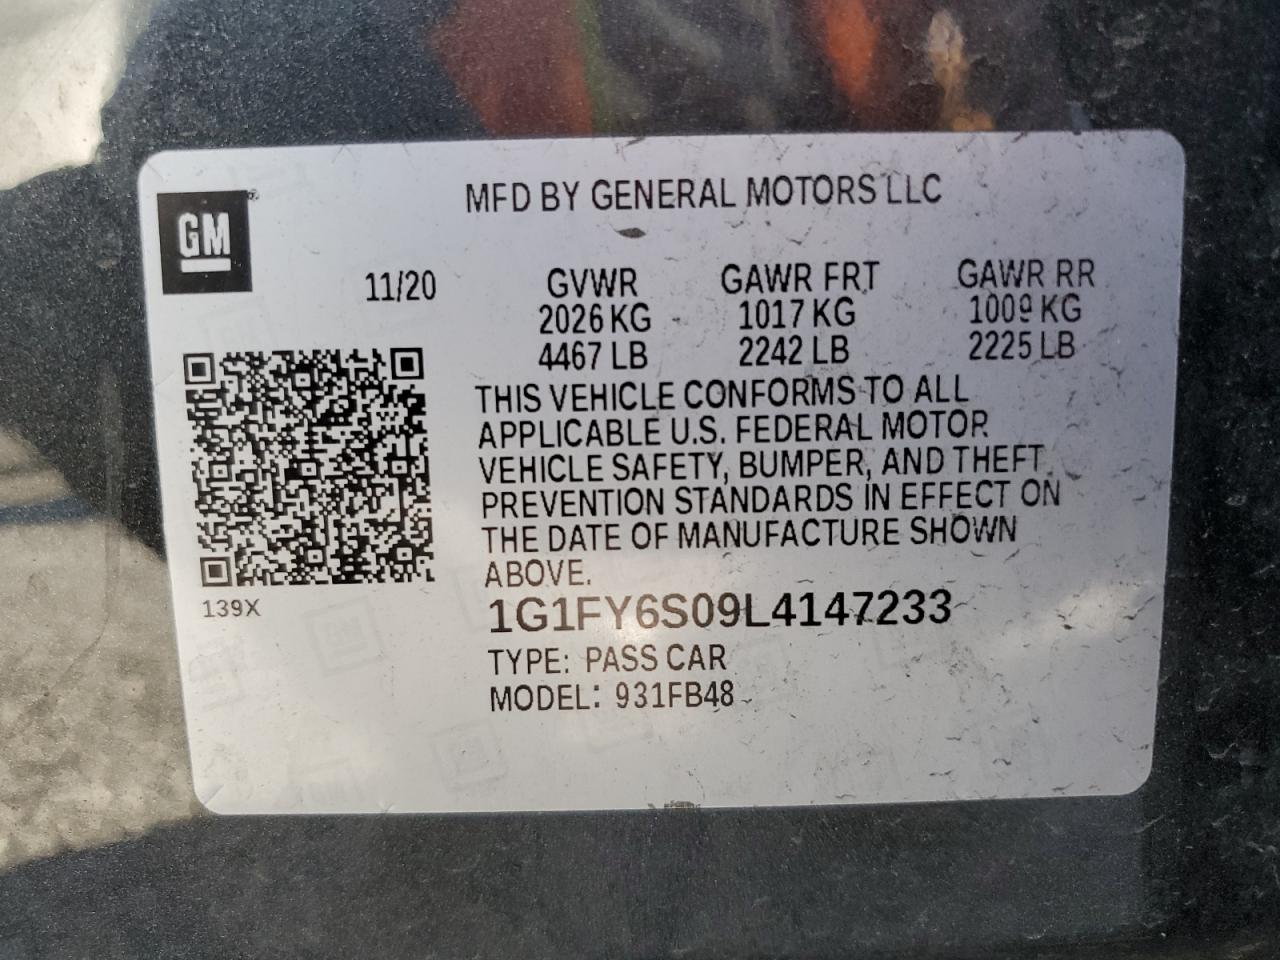 GM
MFD BY GENERAL MOTORS LLC
11/20 GVWR GAWR FRT GAWR RR
2026 KG 1017 KG 1009 KG
4467 LB 2242 LB 2225 LB
THIS VEHICLE CONFORMS TO ALL
APPLICABLE U.S. FEDERAL MOTOR
VEHICLE SAFETY, BUMPER, AND THEFT
PREVENTION STANDARDS IN EFFECT ON
THE DATE OF MANUFACTURE SHOWN
ABOVE.
139X
1G1FY6S09L4147233
TYPE: PASS CAR
MODEL: 931FB48